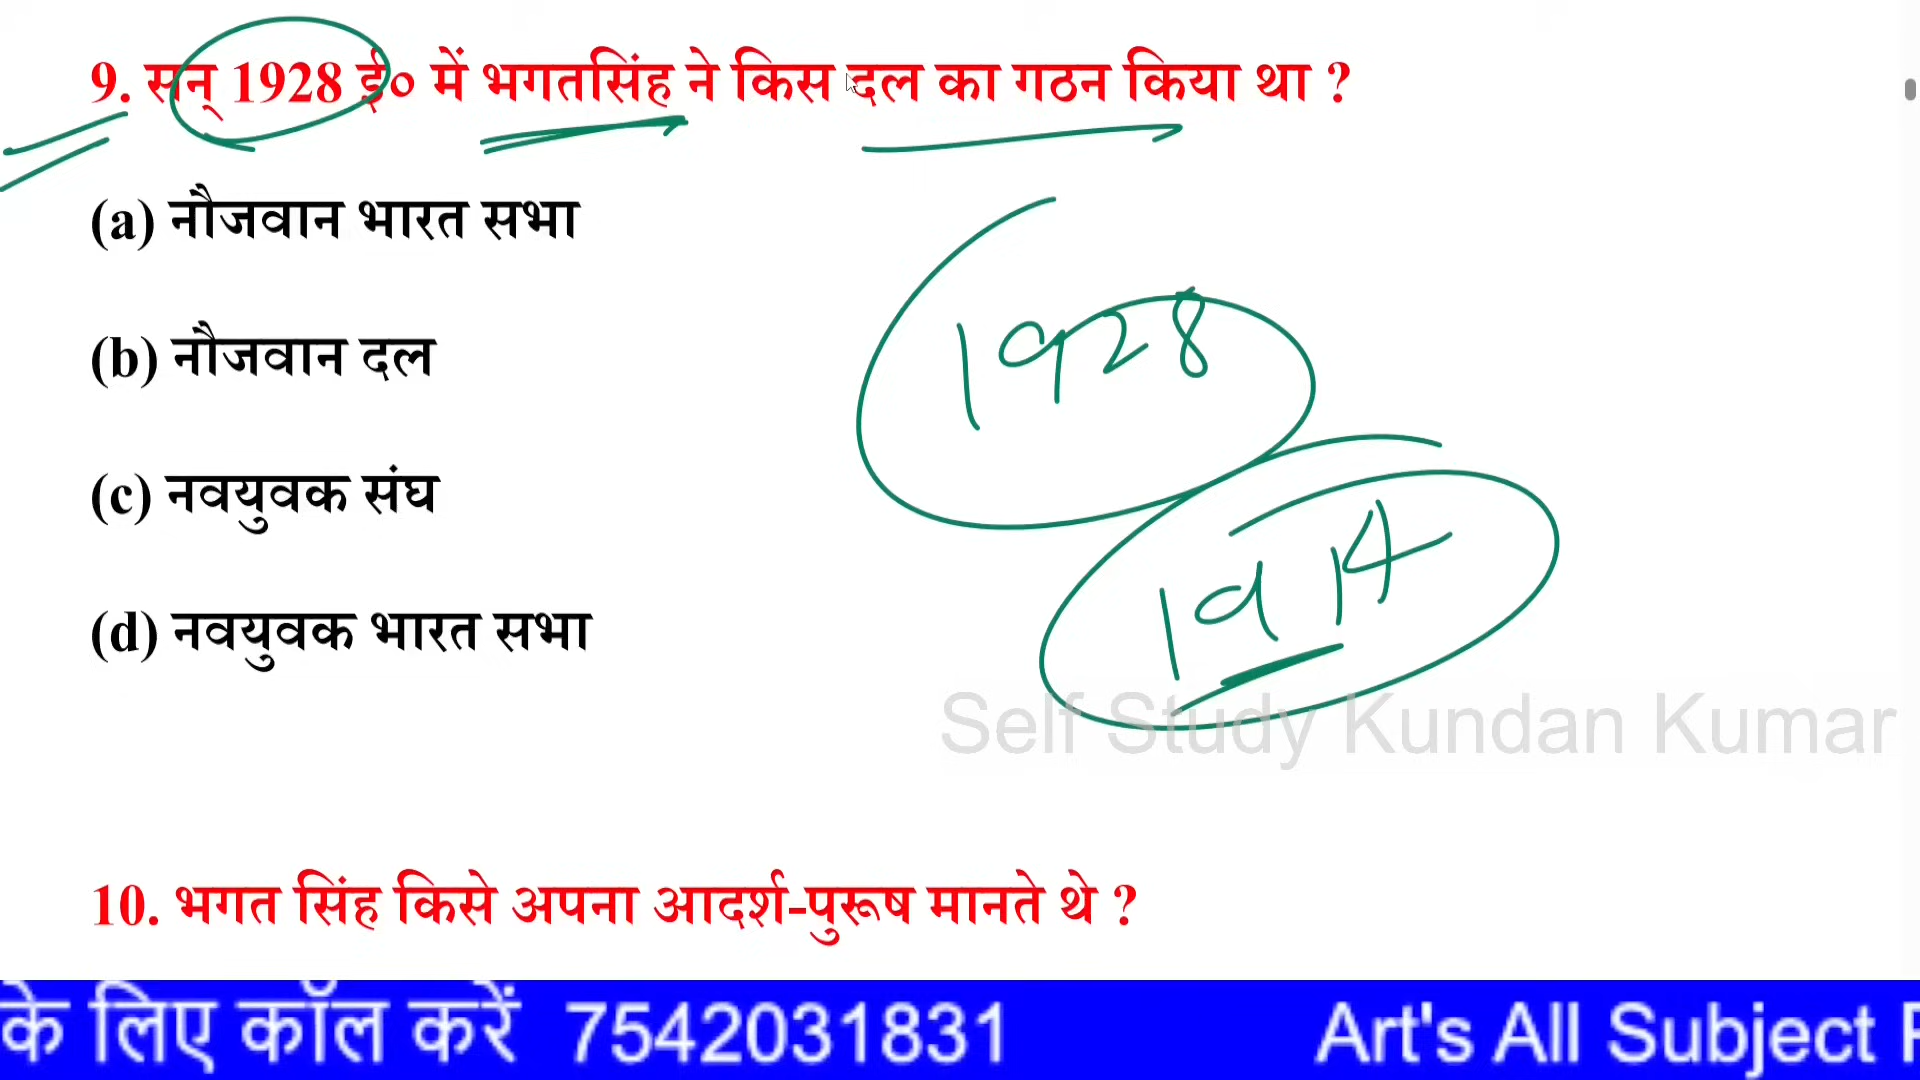 9. सन् 1928 ई० में भगतसिंह ने किस दल का गठन किया था ?
(a) नौजवान भारत सभा
(b) नौजवान दल
1928
(c) नवयुवक संघ
1914
(d) नवयुवक भारत सभा
Self Study Kundan Kumar
10. भगत सिंह किसे अपना आदर्श-पुरूष मानते थे ?
के लिए कॉल करें 7542031831 Art's All Subject